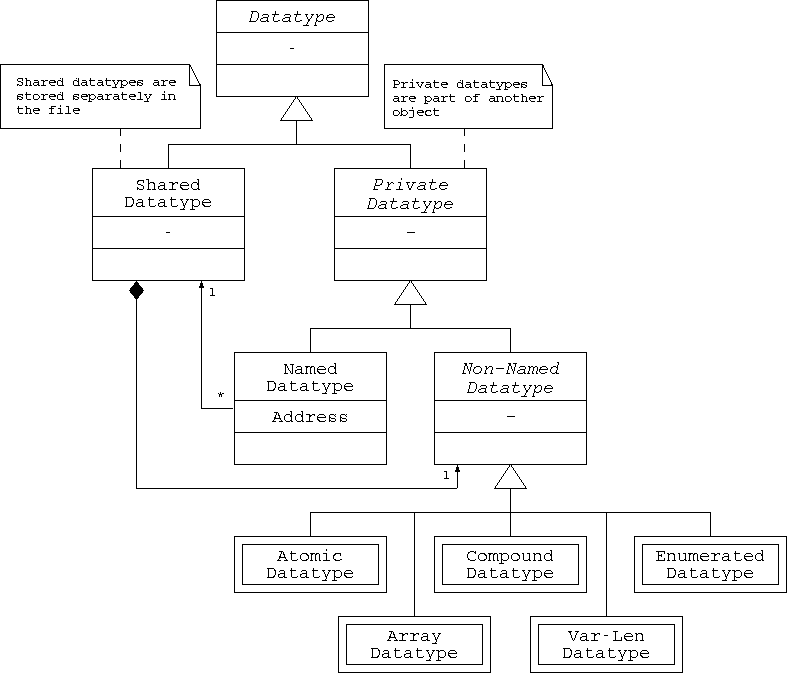 Datatype
-
Shared datatypes are
stored separately in
the file
Private datatypes
are part of another
object
Shared
Datatype
-
Private
Datatype
-
1
Named
Datatype
Address
*
Non-Named
Datatype
-
1
Atomic
Datatype
Compound
Datatype
Enumerated
Datatype
Array
Datatype
Var-Len
Datatype